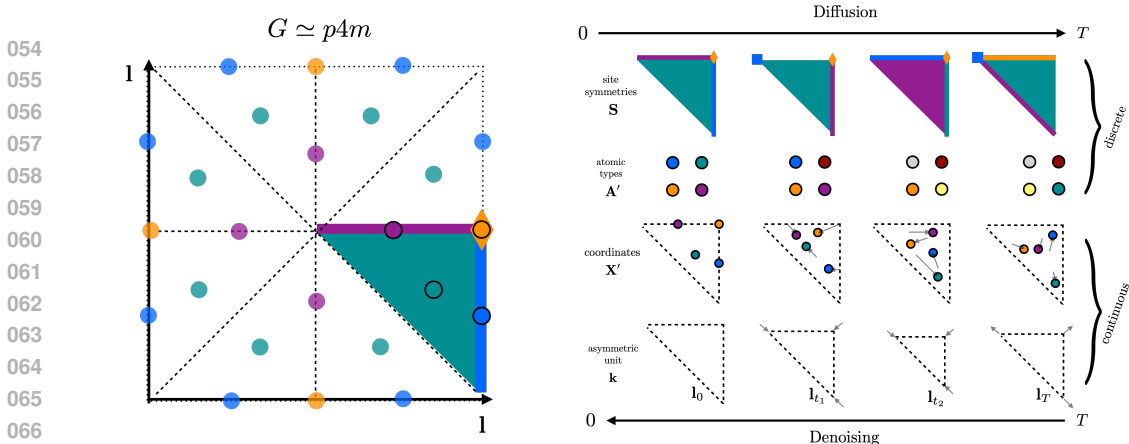 054
055
056
057
058
059
060
061
062
063
064
065
066
G ≃ p4m
l
l
Diffusion
0
T
site
symmetries
S
atomic
types
A′
coordinates
X′
asymmetric
unit
k
l₀
lₜ₁
lₜ₂
l_T
discrete
continuous
0
T
Denoising